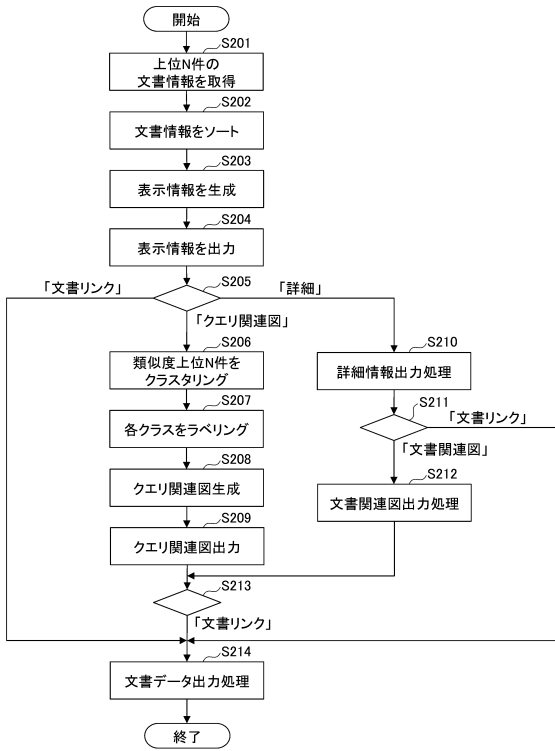 開始
S201
上位N件の
文書情報を取得
S202
文書情報をソート
S203
表示情報を生成
S204
表示情報を出力
S205
「文書リンク」
「詳細」
「クエリ関連図」
S206
類似度上位N件を
クラスタリング
S207
各クラスをラベリング
S208
クエリ関連図生成
S209
クエリ関連図出力
S210
詳細情報出力処理
S211
「文書リンク」
「文書関連図」
S212
文書関連図出力処理
S213
「文書リンク」
S214
文書データ出力処理
終了